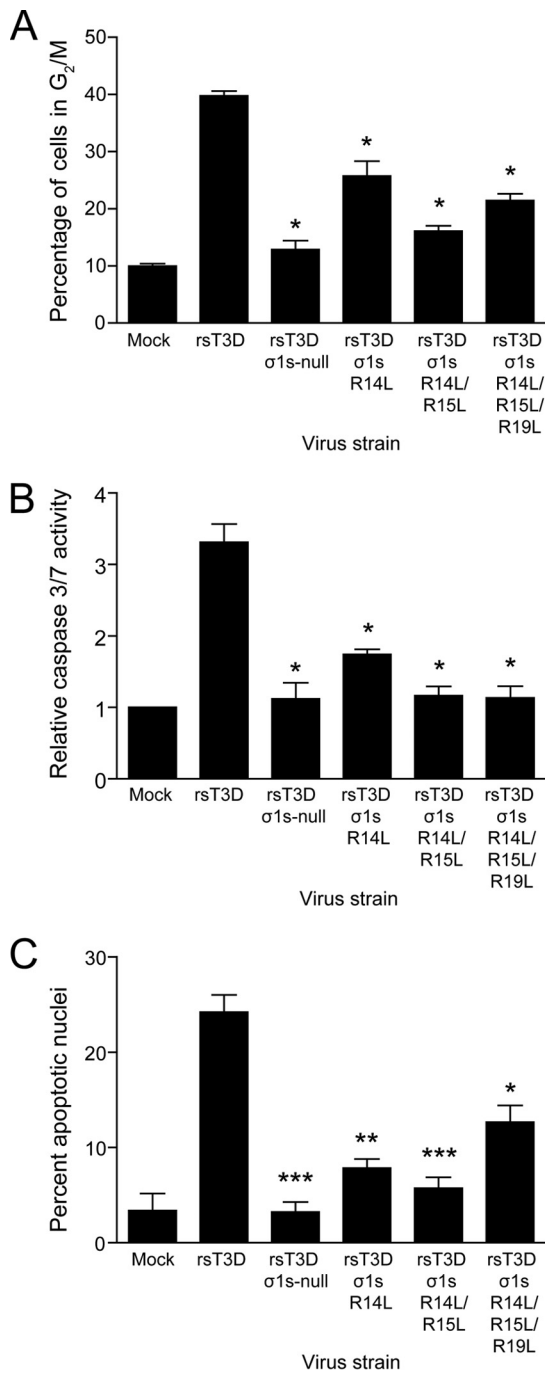 A
Percentage of cells in G2/M
50
40
30
20
10
0
*
*
*
*
Mock
rsT3D
rsT3D
σ1s-null
rsT3D
σ1s
R14L
rsT3D
σ1s
R14L/
R15L
rsT3D
σ1s
R14L/
R15L/
R19L
Virus strain
B
Relative caspase 3/7 activity
4
3
2
1
0
*
*
*
*
Mock
rsT3D
rsT3D
σ1s-null
rsT3D
σ1s
R14L
rsT3D
σ1s
R14L/
R15L
rsT3D
σ1s
R14L/
R15L/
R19L
Virus strain
C
Percent apoptotic nuclei
30
20
10
0
***
**
***
*
Mock
rsT3D
rsT3D
σ1s-null
rsT3D
σ1s
R14L
rsT3D
σ1s
R14L/
R15L
rsT3D
σ1s
R14L/
R15L/
R19L
Virus strain